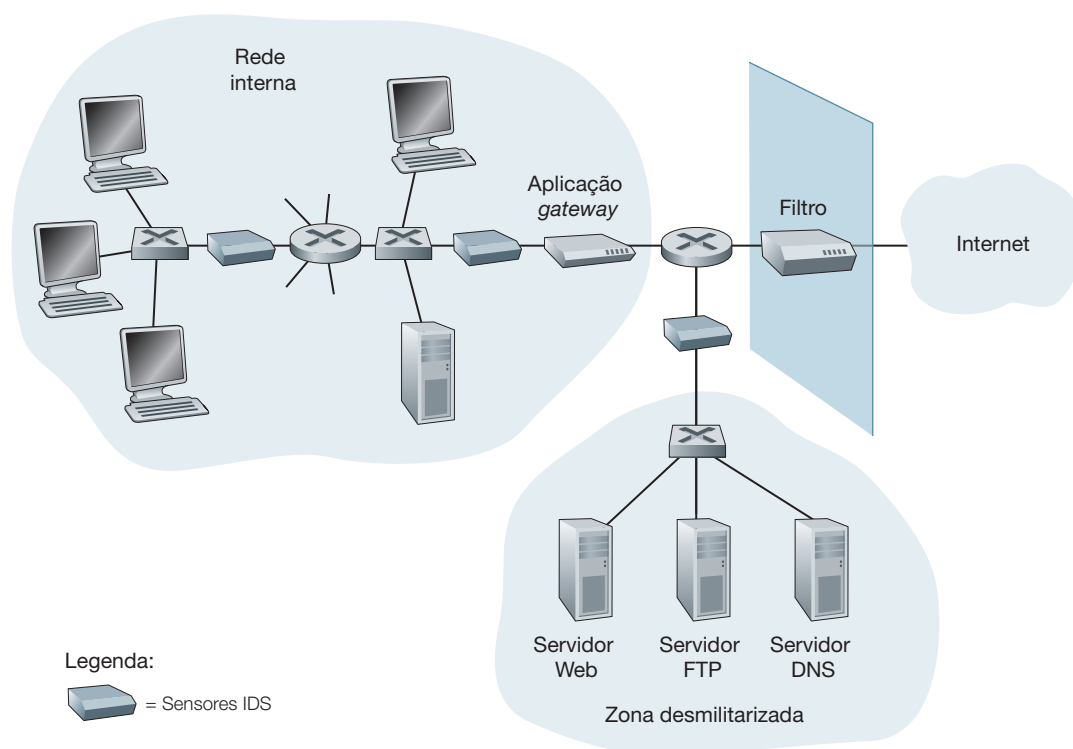 Rede
interna
Aplicação
gateway
Filtro
Internet
Servidor
Web
Servidor
FTP
Servidor
DNS
Zona desmilitarizada
Legenda:
= Sensores IDS